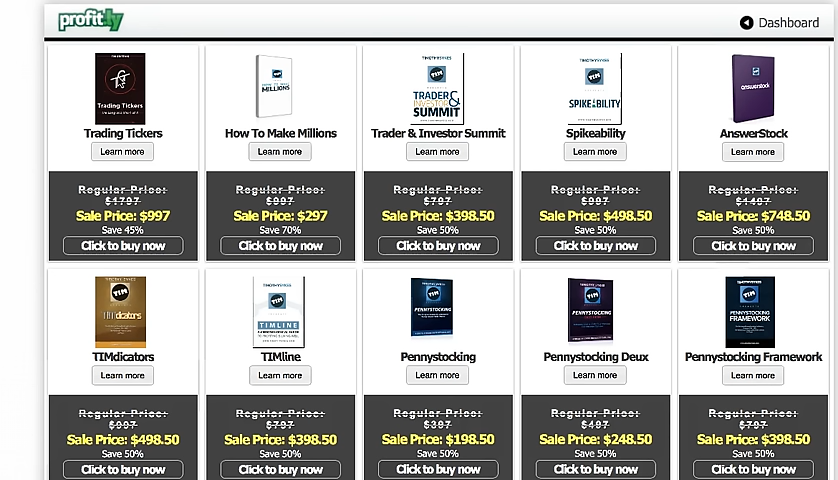 profit.ly
Dashboard
TIM
MILLIONS
TIMOTHYSYKES
TIM
TRADER &
INVESTOR
SUMMIT
TIMOTHYSYKES
TIM
SPIKEABILITY
answerstock
Trading Tickers
Trading Tickers
How To Make Millions
Trader & Investor Summit
Spikeability
AnswerStock
Learn more
Learn more
Learn more
Learn more
Learn more
Regular Price:
$1797
Sale Price: $997
Save 45%
Click to buy now
Regular Price:
$997
Sale Price: $297
Save 70%
Click to buy now
Regular Price:
$797
Sale Price: $398.50
Save 50%
Click to buy now
Regular Price:
$997
Sale Price: $498.50
Save 50%
Click to buy now
Regular Price:
$1497
Sale Price: $748.50
Save 50%
Click to buy now
TIMOTHY SYKES
TIM
TIMdicators
TIMOTHYSYKES
TIM
TIMLINE
TIM
PENNYSTOCKING
TIM
PENNYSTOCKING
TIMOTHYSYKES
TIM
PENNYSTOCKING
FRAMEWORK
TIMdicators
TIMline
Pennystocking
Pennystocking Deux
Pennystocking Framework
Learn more
Learn more
Learn more
Learn more
Learn more
Regular Price:
$997
Sale Price: $498.50
Save 50%
Click to buy now
Regular Price:
$797
Sale Price: $398.50
Save 50%
Click to buy now
Regular Price:
$397
Sale Price: $198.50
Save 50%
Click to buy now
Regular Price:
$497
Sale Price: $248.50
Save 50%
Click to buy now
Regular Price:
$797
Sale Price: $398.50
Save 50%
Click to buy now